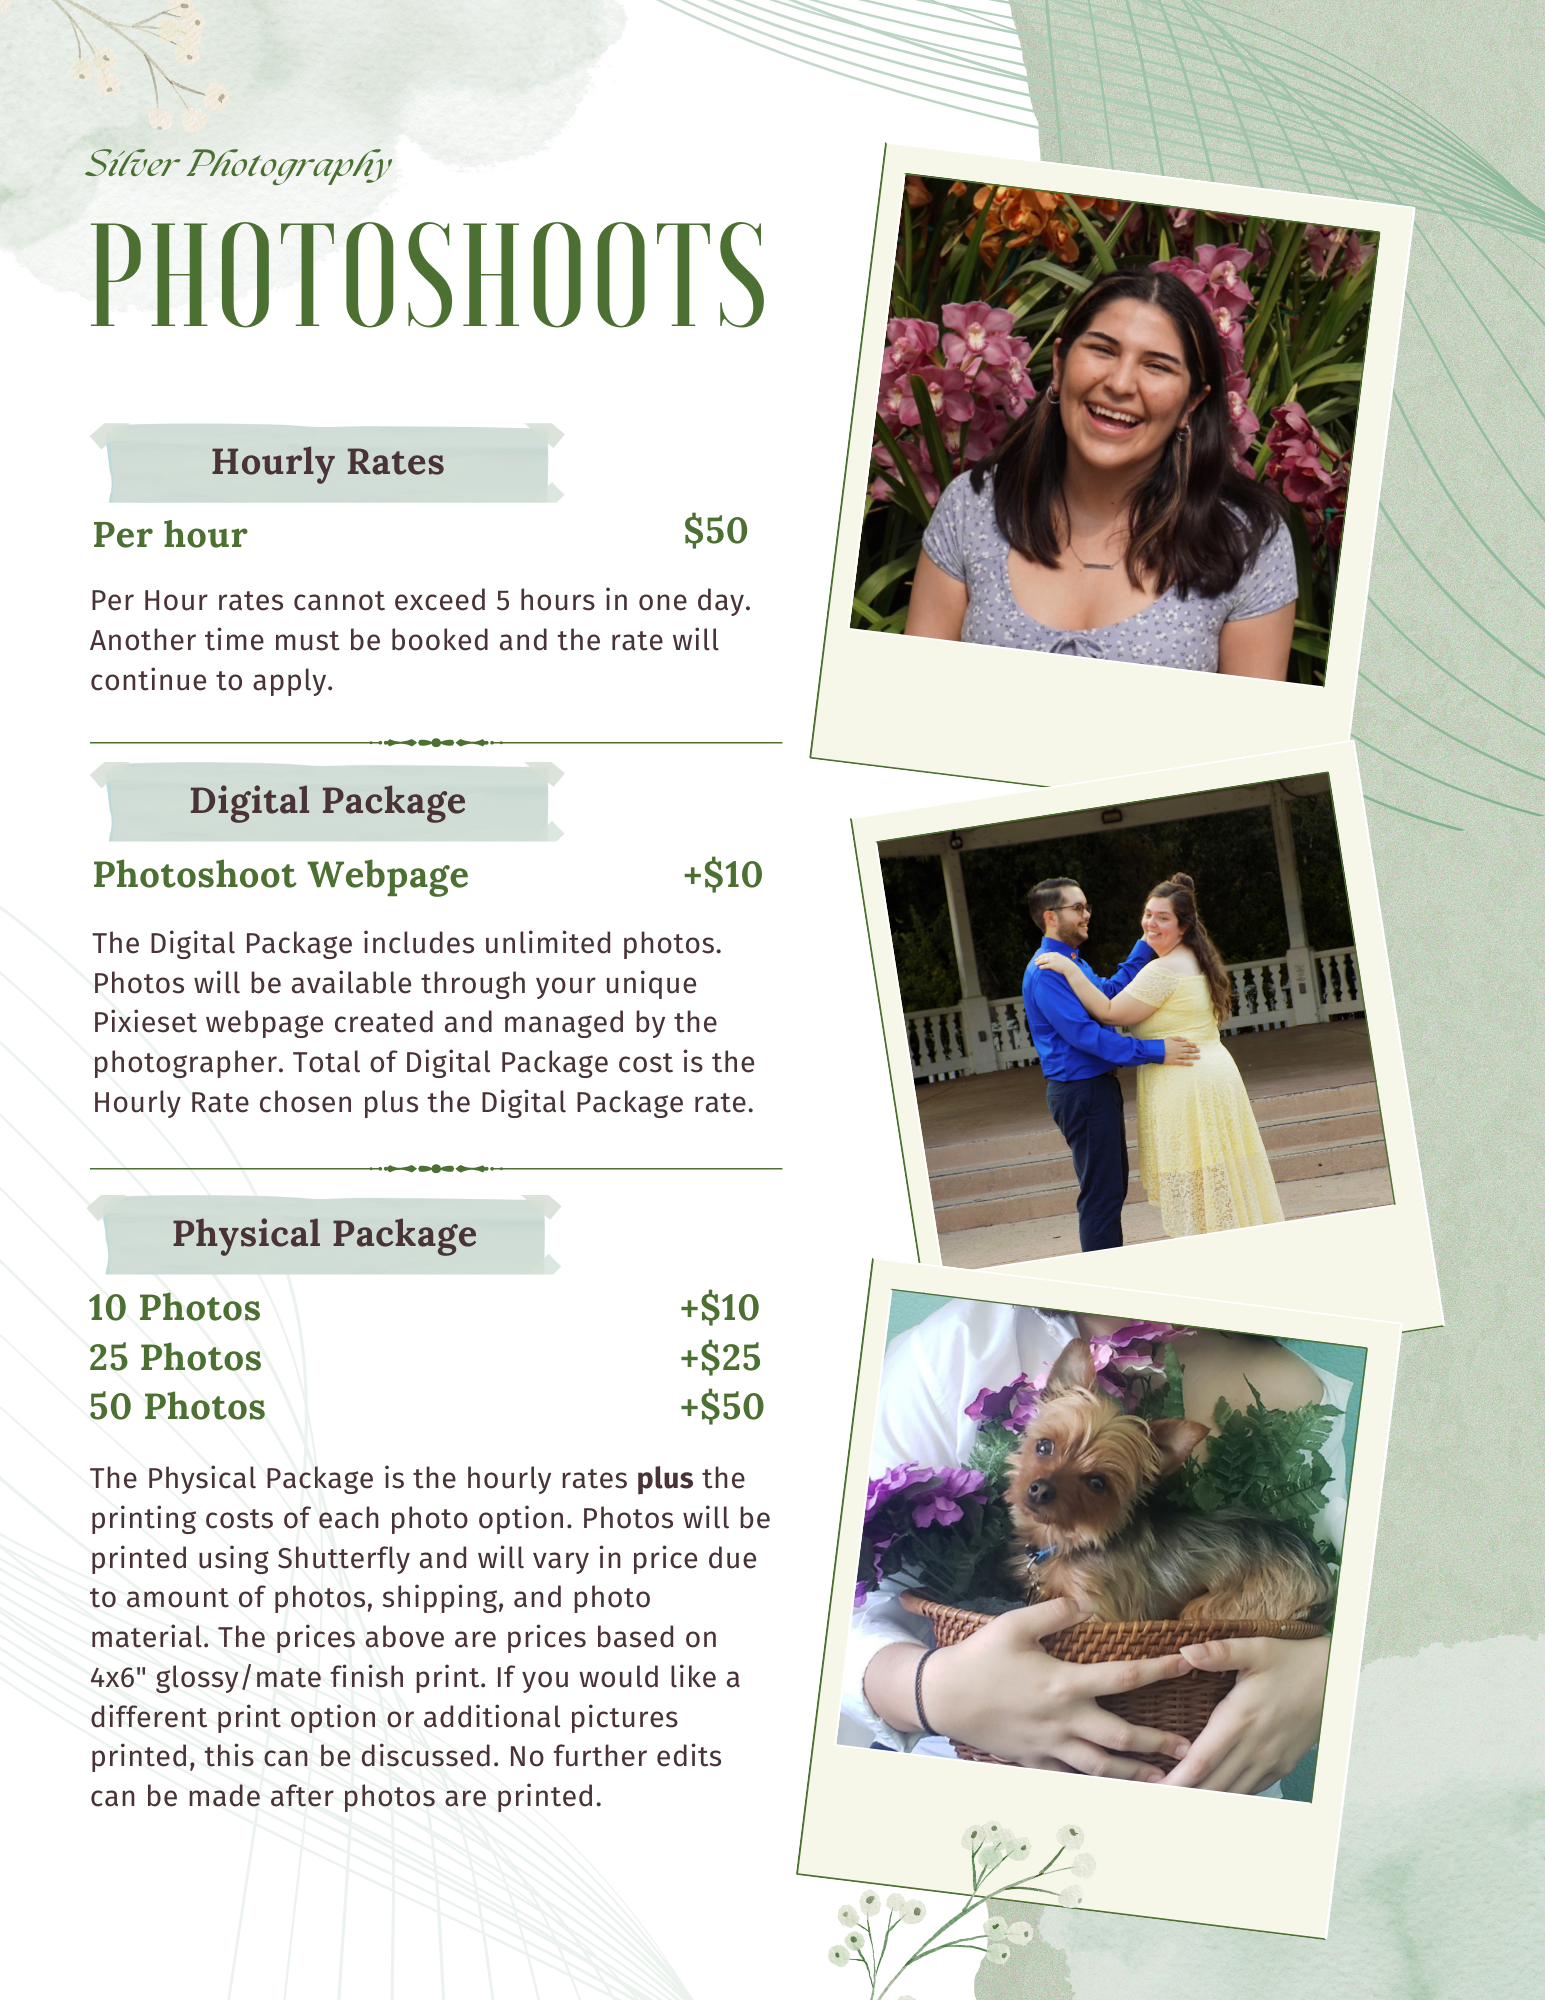 Silver Photography
PHOTOSHOOTS
Hourly Rates
Per hour $50
Per Hour rates cannot exceed 5 hours in one day.
Another time must be booked and the rate will
continue to apply.
Digital Package
Photoshoot Webpage +$10
The Digital Package includes unlimited photos.
Photos will be available through your unique
Pixieset webpage created and managed by the
photographer. Total of Digital Package cost is the
Hourly Rate chosen plus the Digital Package rate.
Physical Package
10 Photos +$10
25 Photos +$25
50 Photos +$50
The Physical Package is the hourly rates plus the
printing costs of each photo option. Photos will be
printed using Shutterfly and will vary in price due
to amount of photos, shipping, and photo
material. The prices above are prices based on
4x6" glossy/mate finish print. If you would like a
different print option or additional pictures
printed, this can be discussed. No further edits
can be made after photos are printed.